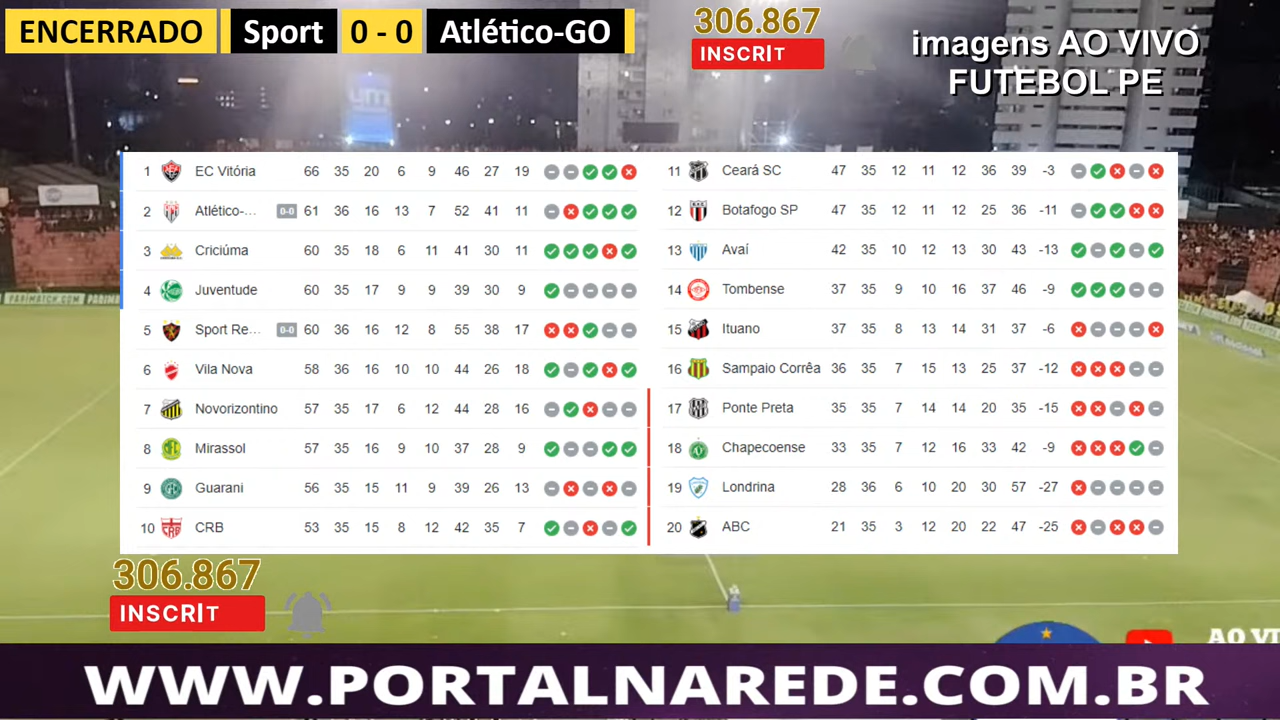 ENCERRADO Sport 0 - 0 Atlético-GO
306.867
INSCRIT
imagens AO VIVO
FUTEBOL PE
1 EC Vitória 66 35 20 6 9 46 27 19
2 Atlético-... 0-0 61 36 16 13 7 52 41 11
3 Criciúma 60 35 18 6 11 41 30 11
4 Juventude 60 35 17 9 9 39 30 9
5 Sport Re... 0-0 60 36 16 12 8 55 38 17
6 Vila Nova 58 36 16 10 10 44 26 18
7 Novorizontino 57 35 17 6 12 44 28 16
8 Mirassol 57 35 16 9 10 37 28 9
9 Guarani 56 35 15 11 9 39 26 13
10 CRB 53 35 15 8 12 42 35 7
11 Ceará SC 47 35 12 11 12 36 39 -3
12 Botafogo SP 47 35 12 11 12 25 36 -11
13 Avaí 42 35 10 12 13 30 43 -13
14 Tombense 37 35 9 10 16 37 46 -9
15 Ituano 37 35 8 13 14 31 37 -6
16 Sampaio Corrêa 36 35 7 15 13 25 37 -12
17 Ponte Preta 35 35 7 14 14 20 35 -15
18 Chapecoense 33 35 7 12 16 33 42 -9
19 Londrina 28 36 6 10 20 30 57 -27
20 ABC 21 35 3 12 20 22 47 -25
PARIMATCH.COM
306.867
INSCRIT
AO VI
WWW.PORTALNAREDE.COM.BR